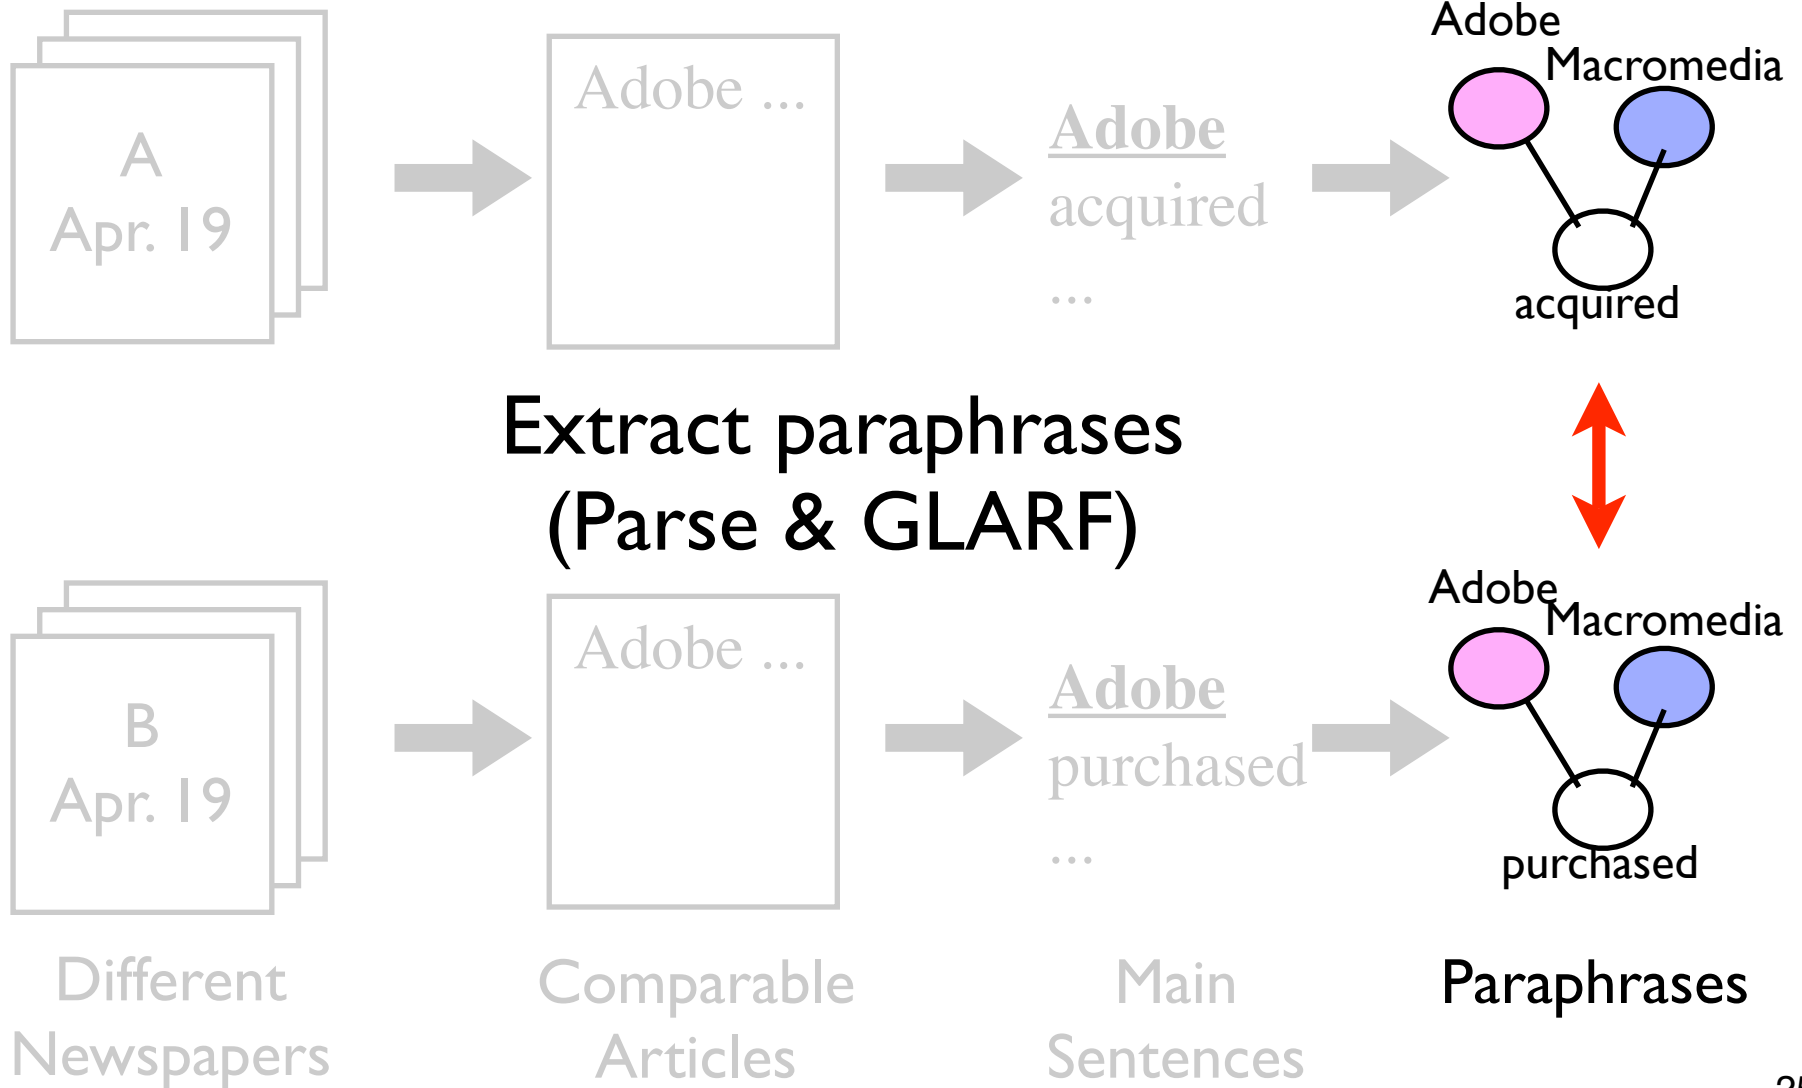 A
Apr. 19
Adobe ...
Adobe
acquired
...
Adobe
Macromedia
acquired
Extract paraphrases
(Parse & GLARF)
B
Apr. 19
Adobe ...
Adobe
purchased
...
Adobe
Macromedia
purchased
Different
Newspapers
Comparable
Articles
Main
Sentences
Paraphrases